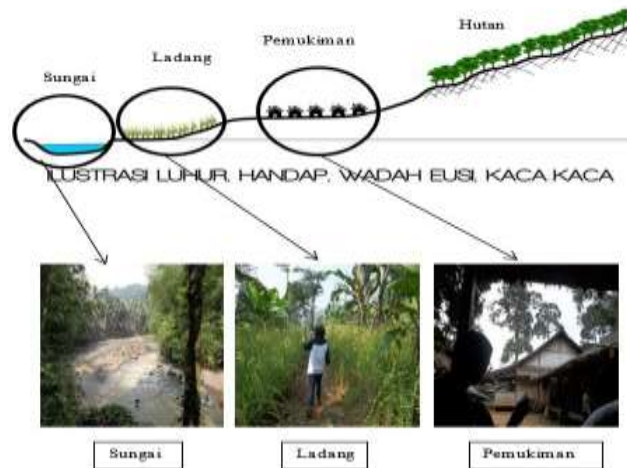 Hutan
Pemukiman
Ladang
Sungai
ILUSTRASI LUHUR, HANDAP, WADAH EUSI, KACA KACA
Sungai
Ladang
Pemukiman